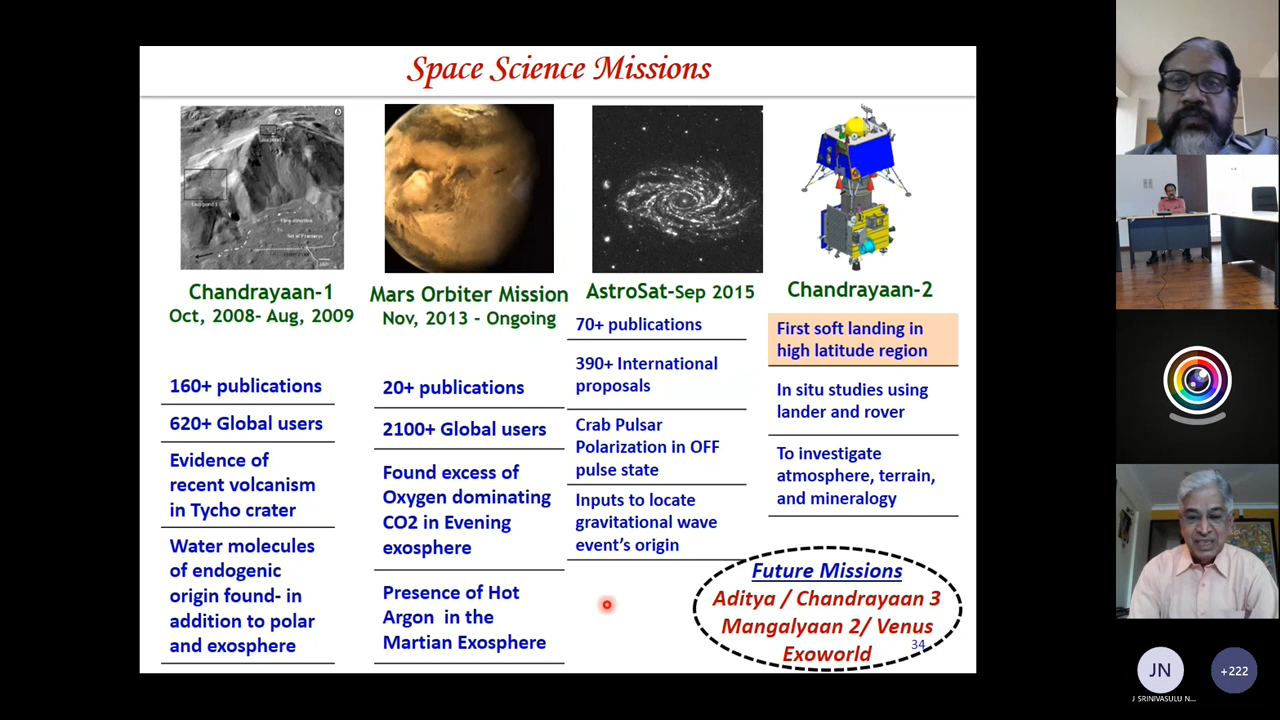 Space Science Missions
Chandrayaan-1
Oct, 2008- Aug, 2009
160+ publications
620+ Global users
Evidence of
recent volcanism
in Tycho crater
Water molecules
of endogenic
origin found- in
addition to polar
and exosphere
Mars Orbiter Mission
Nov, 2013 - Ongoing
20+ publications
2100+ Global users
Found excess of
Oxygen dominating
CO2 in Evening
exosphere
Presence of Hot
Argon in the
Martian Exosphere
AstroSat-Sep 2015
70+ publications
390+ International
proposals
Crab Pulsar
Polarization in OFF
pulse state
Inputs to locate
gravitational wave
event's origin
Chandrayaan-2
First soft landing in
high latitude region
In situ studies using
lander and rover
To investigate
atmosphere, terrain,
and mineralogy
Future Missions
Aditya / Chandrayaan 3
Mangalyaan 2/ Venus
Exoworld
34
JN
J SRINIVASULU N...
+222